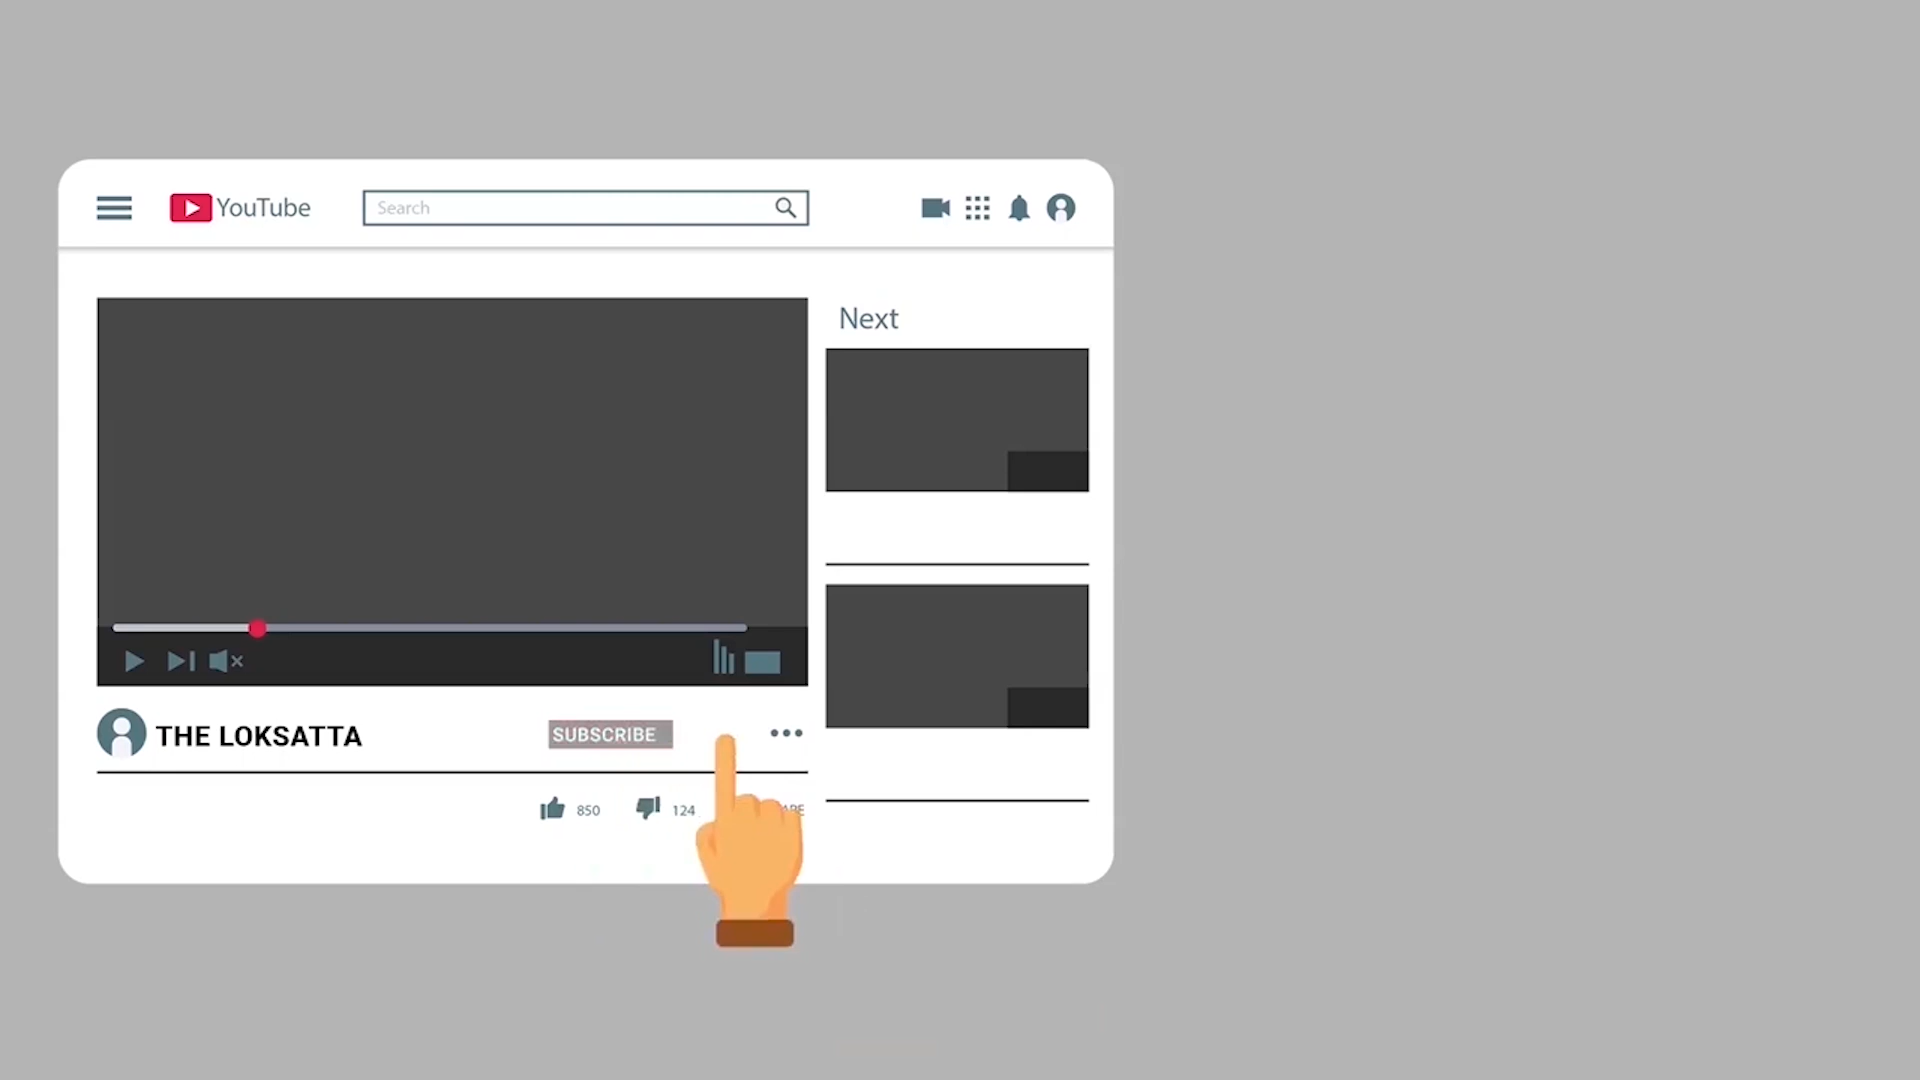 YouTube
Search
Next
THE LOKSATTA
SUBSCRIBE
850
124